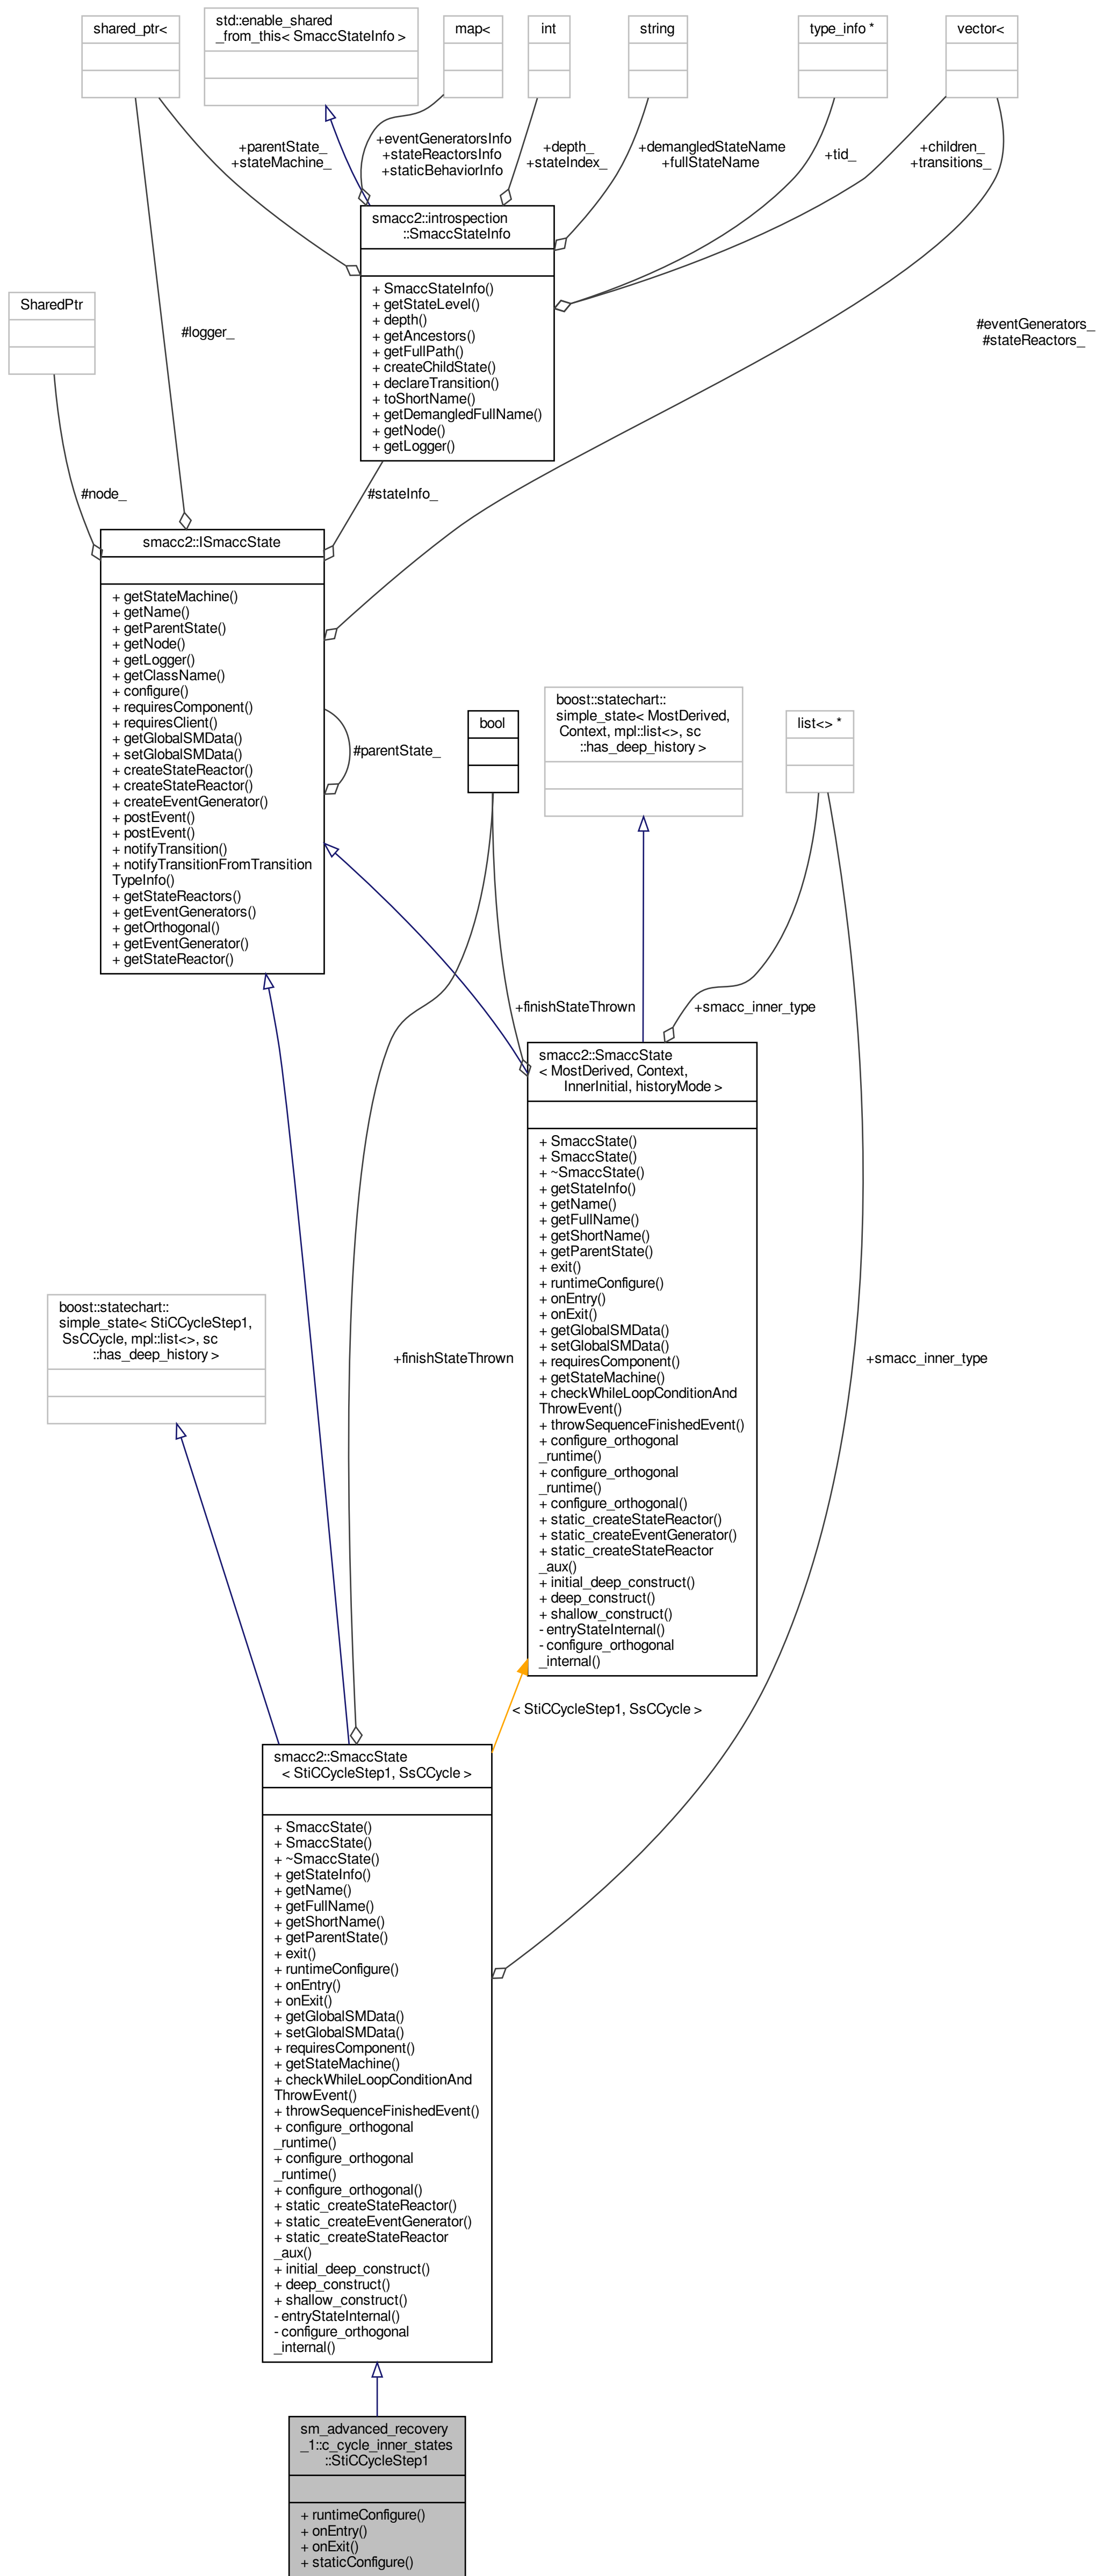 shared_ptr<
std::enable_shared
_from_this< SmaccStateInfo >
map<
int
string
type_info *
vector<
+parentState_
+stateMachine_
+eventGeneratorsInfo
+stateReactorsInfo
+staticBehaviorInfo
+depth_
+stateIndex_
+demangledStateName
+fullStateName
+tid_
+children_
+transitions_
smacc2::introspection
::SmaccStateInfo
+ SmaccStateInfo()
+ getStateLevel()
+ depth()
+ getAncestors()
+ getFullPath()
+ createChildState()
+ declareTransition()
+ toShortName()
+ getDemangledFullName()
+ getNode()
+ getLogger()
SharedPtr
#logger_
#eventGenerators_
#stateReactors_
#node_
#stateInfo_
smacc2::ISmaccState
+ getStateMachine()
+ getName()
+ getParentState()
+ getNode()
+ getLogger()
+ getClassName()
+ configure()
+ requiresComponent()
+ requiresClient()
+ getGlobalSMData()
+ setGlobalSMData()
+ createStateReactor()
+ createStateReactor()
+ createEventGenerator()
+ postEvent()
+ postEvent()
+ notifyTransition()
+ notifyTransitionFromTransition
TypeInfo()
+ getStateReactors()
+ getEventGenerators()
+ getOrthogonal()
+ getEventGenerator()
+ getStateReactor()
#parentState_
bool
boost::statechart::
simple_state< MostDerived,
Context, mpl::list<>, sc
::has_deep_history >
list<> *
+finishStateThrown
+smacc_inner_type
smacc2::SmaccState
< MostDerived, Context,
InnerInitial, historyMode >
+ SmaccState()
+ SmaccState()
+ ~SmaccState()
+ getStateInfo()
+ getName()
+ getFullName()
+ getShortName()
+ getParentState()
+ exit()
+ runtimeConfigure()
+ onEntry()
+ onExit()
+ getGlobalSMData()
+ setGlobalSMData()
+ requiresComponent()
+ getStateMachine()
+ checkWhileLoopConditionAnd
ThrowEvent()
+ throwSequenceFinishedEvent()
+ configure_orthogonal
_runtime()
+ configure_orthogonal
_runtime()
+ configure_orthogonal()
+ static_createStateReactor()
+ static_createEventGenerator()
+ static_createStateReactor
_aux()
+ initial_deep_construct()
+ deep_construct()
+ shallow_construct()
- entryStateInternal()
- configure_orthogonal
_internal()
boost::statechart::
simple_state< StiCCycleStep1,
SsCCycle, mpl::list<>, sc
::has_deep_history >
+finishStateThrown
+smacc_inner_type
< StiCCycleStep1, SsCCycle >
smacc2::SmaccState
< StiCCycleStep1, SsCCycle >
+ SmaccState()
+ SmaccState()
+ ~SmaccState()
+ getStateInfo()
+ getName()
+ getFullName()
+ getShortName()
+ getParentState()
+ exit()
+ runtimeConfigure()
+ onEntry()
+ onExit()
+ getGlobalSMData()
+ setGlobalSMData()
+ requiresComponent()
+ getStateMachine()
+ checkWhileLoopConditionAnd
ThrowEvent()
+ throwSequenceFinishedEvent()
+ configure_orthogonal
_runtime()
+ configure_orthogonal
_runtime()
+ configure_orthogonal()
+ static_createStateReactor()
+ static_createEventGenerator()
+ static_createStateReactor
_aux()
+ initial_deep_construct()
+ deep_construct()
+ shallow_construct()
- entryStateInternal()
- configure_orthogonal
_internal()
sm_advanced_recovery
_1::c_cycle_inner_states
::StiCCycleStep1
+ runtimeConfigure()
+ onEntry()
+ onExit()
+ staticConfigure()